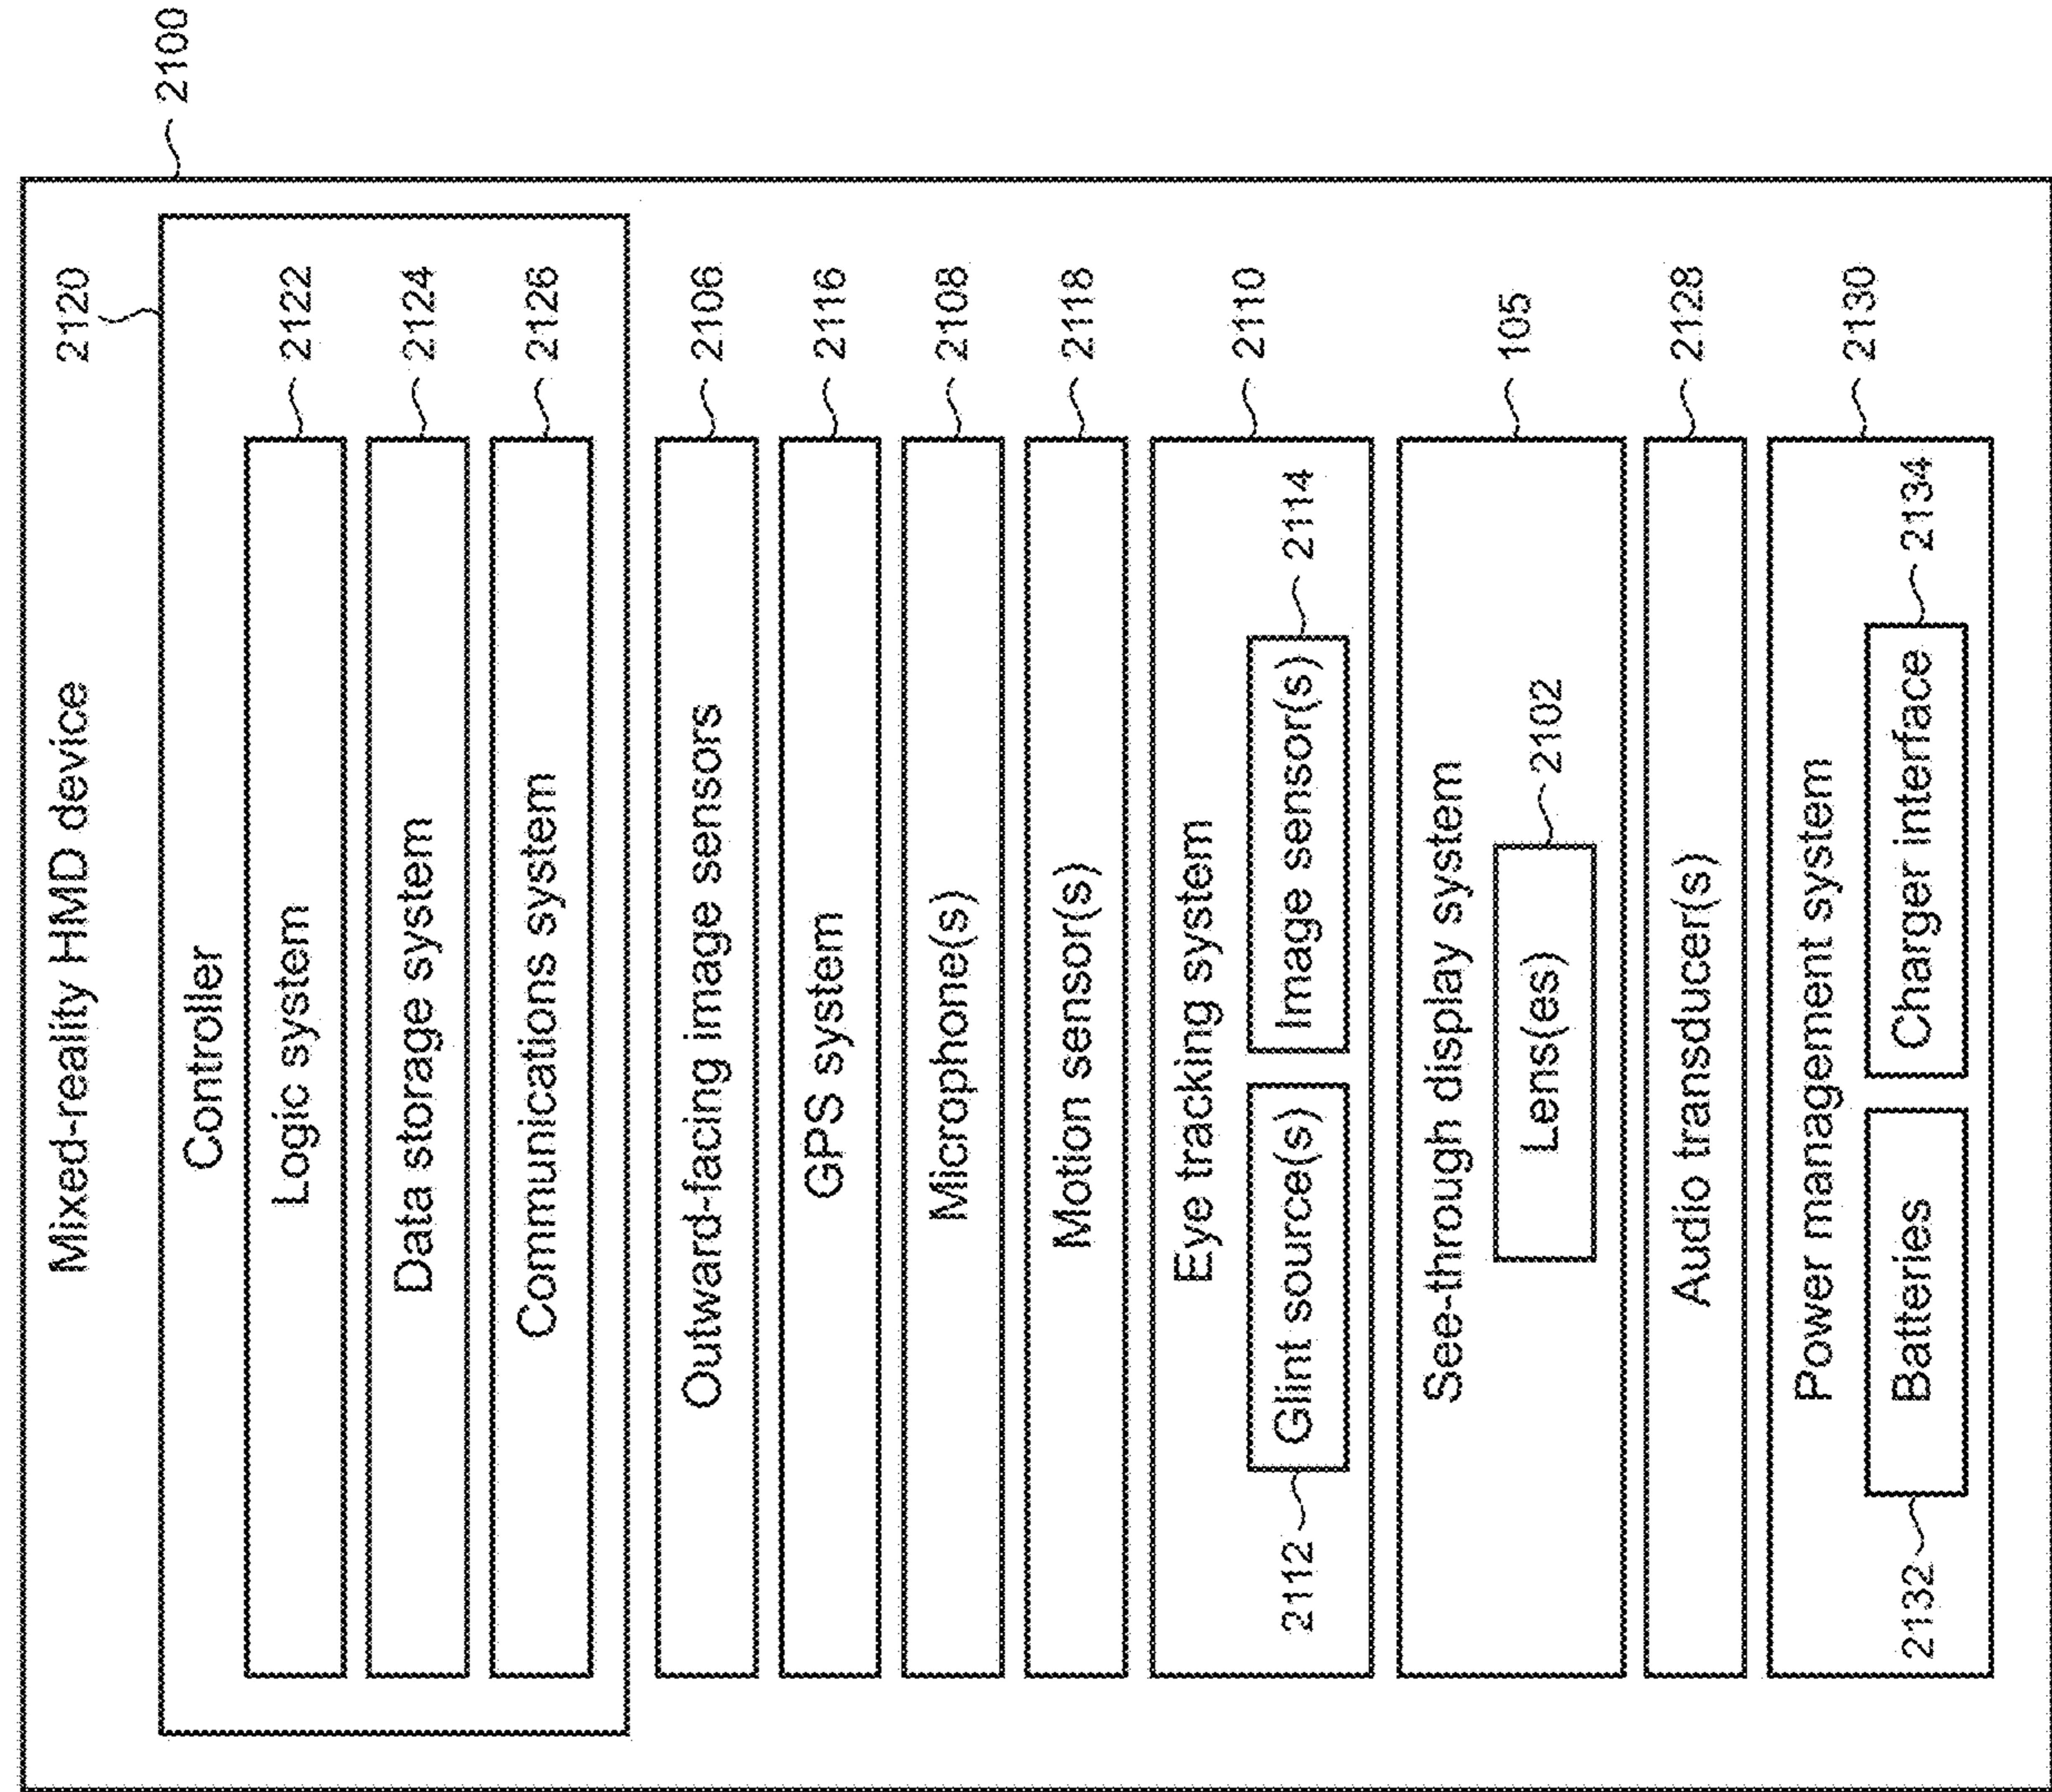 2100
Mixed-reality HMD device
2120
Controller
Logic system
2122
Data storage system
2124
Communications system
2126
Outward-facing image sensors
2106
GPS system
2116
Microphone(s)
2108
Motion sensor(s)
2118
Eye tracking system
2110
2112
Glint source(s)
Image sensor(s)
2114
See-through display system
105
Lens(es)
2102
Audio transducer(s)
2128
Power management system
2130
2132
Batteries
Charger interface
2134